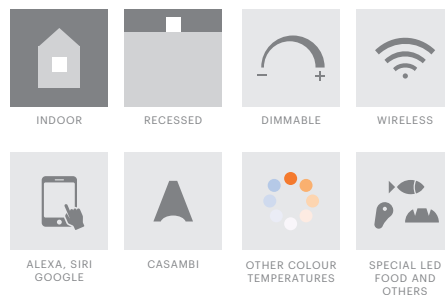 INDOOR
RECESSED
DIMMABLE
WIRELESS
ALEXA, SIRI
GOOGLE
CASAMBI
OTHER COLOUR
TEMPERATURES
SPECIAL LED
FOOD AND
OTHERS